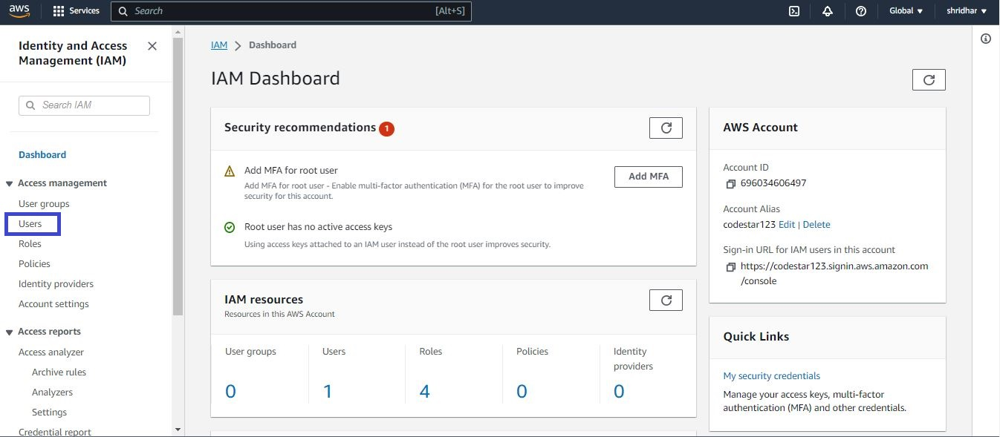 aws
Services
Search
[Alt+S]
Global
shridhar
Identity and Access
Management (IAM)
Search IAM
Dashboard
Access management
User groups
Users
Roles
Policies
Identity providers
Account settings
Access reports
Access analyzer
Archive rules
Analyzers
Settings
Credential report
IAM > Dashboard
IAM Dashboard
Security recommendations 1
Add MFA for root user
Add MFA for root user - Enable multi-factor authentication (MFA) for the root user to improve
security for this account.
Add MFA
Root user has no active access keys
Using access keys attached to an IAM user instead of the root user improves security.
IAM resources
Resources in this AWS Account
User groups
0
Users
1
Roles
4
Policies
0
Identity
providers
0
AWS Account
Account ID
696034606497
Account Alias
codestar123 Edit | Delete
Sign-in URL for IAM users in this account
https://codestar123.signin.aws.amazon.com
/console
Quick Links
My security credentials
Manage your access keys, multi-factor
authentication (MFA) and other credentials.